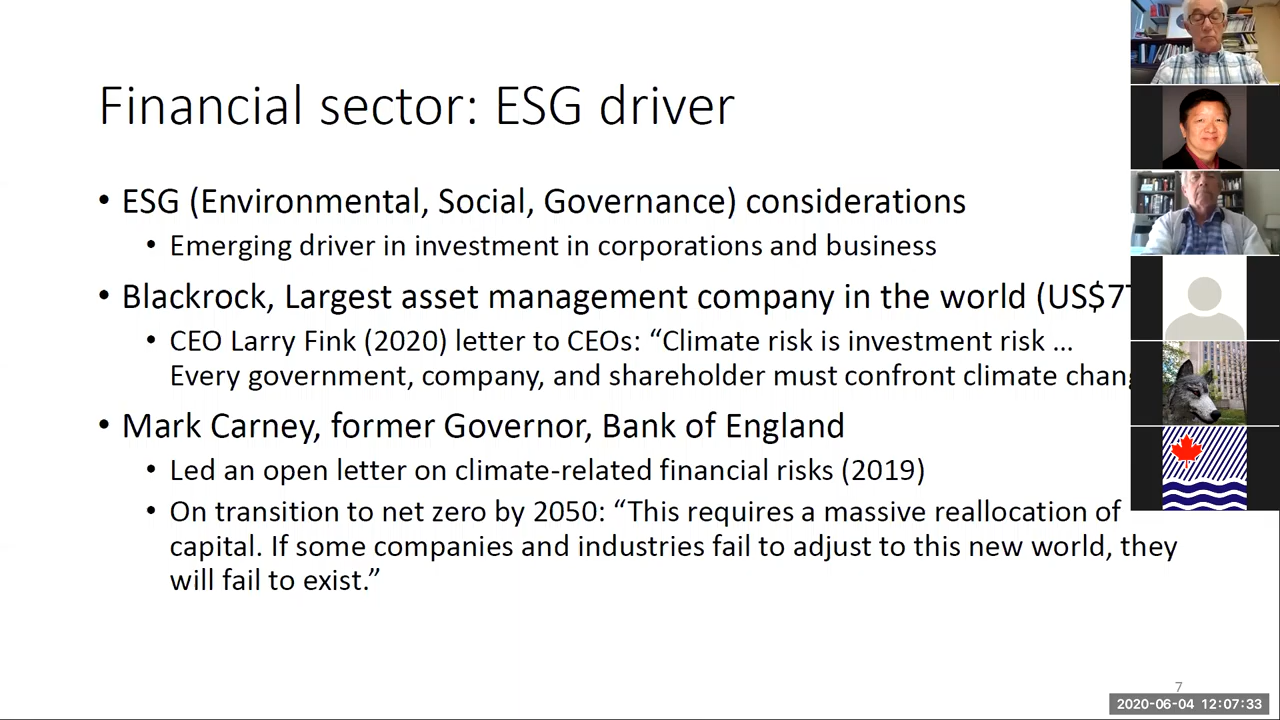 Financial sector: ESG driver
• ESG (Environmental, Social, Governance) considerations
• Emerging driver in investment in corporations and business
• Blackrock, Largest asset management company in the world (US$7
• CEO Larry Fink (2020) letter to CEOs: “Climate risk is investment risk …
Every government, company, and shareholder must confront climate chang
• Mark Carney, former Governor, Bank of England
• Led an open letter on climate-related financial risks (2019)
• On transition to net zero by 2050: “This requires a massive reallocation of
capital. If some companies and industries fail to adjust to this new world, they
will fail to exist.”
7
2020-06-04 12:07:33